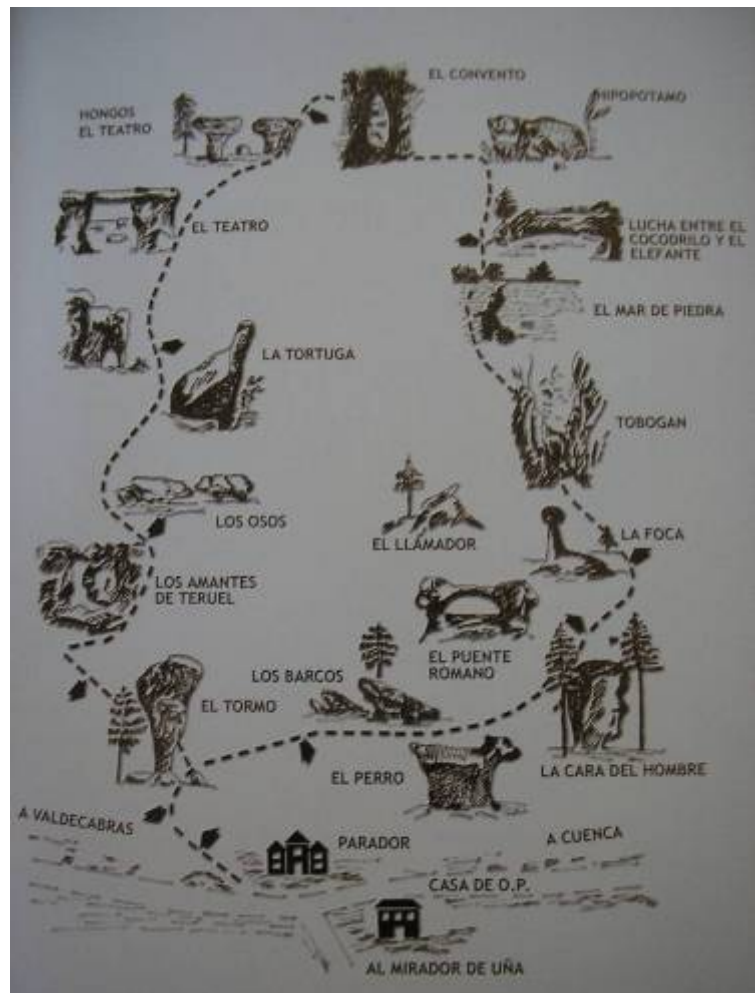 EL CONVENTO
HONGOS
EL TEATRO
HIPOPOTAMO
EL TEATRO
LUCHA ENTRE EL
COCODRILO Y EL
ELEFANTE
EL MAR DE PIEDRA
LA TORTUGA
TOBOGAN
LOS OSOS
EL LLAMADOR
LA FOCA
LOS AMANTES
DE TERUEL
EL PUENTE
ROMANO
LOS BARCOS
EL TORMO
LA CARA DEL HOMBRE
EL PERRO
A VALDECABRAS
PARADOR
A CUENCA
CASA DE O.P.
AL MIRADOR DE UÑA